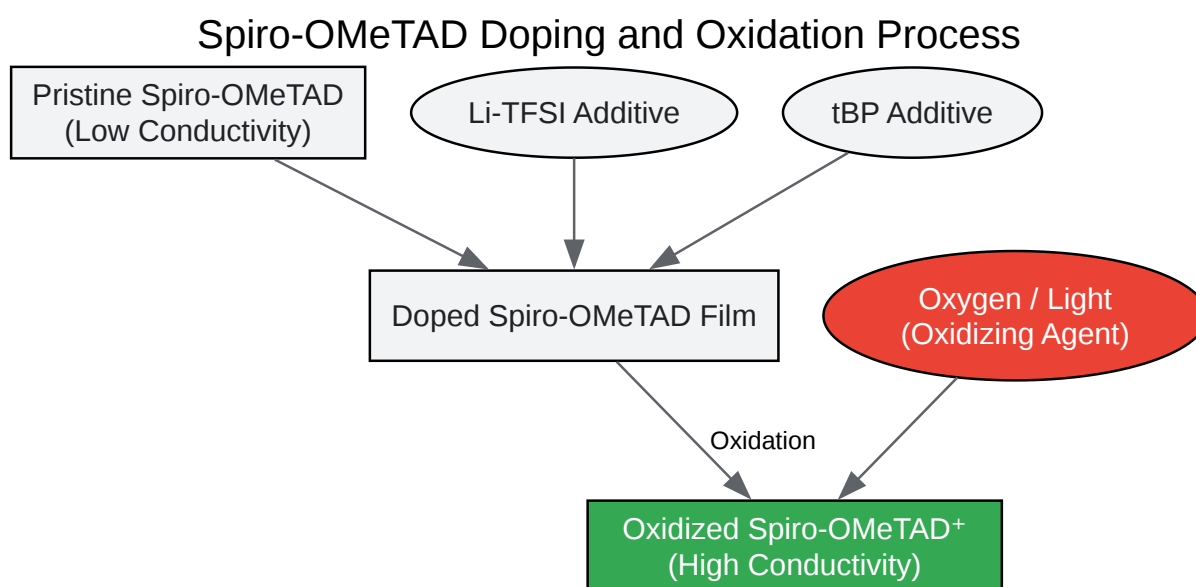 Spiro-OMeTAD Doping and Oxidation Process
Pristine Spiro-OMeTAD
(Low Conductivity)
Li-TFSI Additive
tBP Additive
Doped Spiro-OMeTAD Film
Oxygen / Light
(Oxidizing Agent)
Oxidation
Oxidized Spiro-OMeTAD⁺
(High Conductivity)